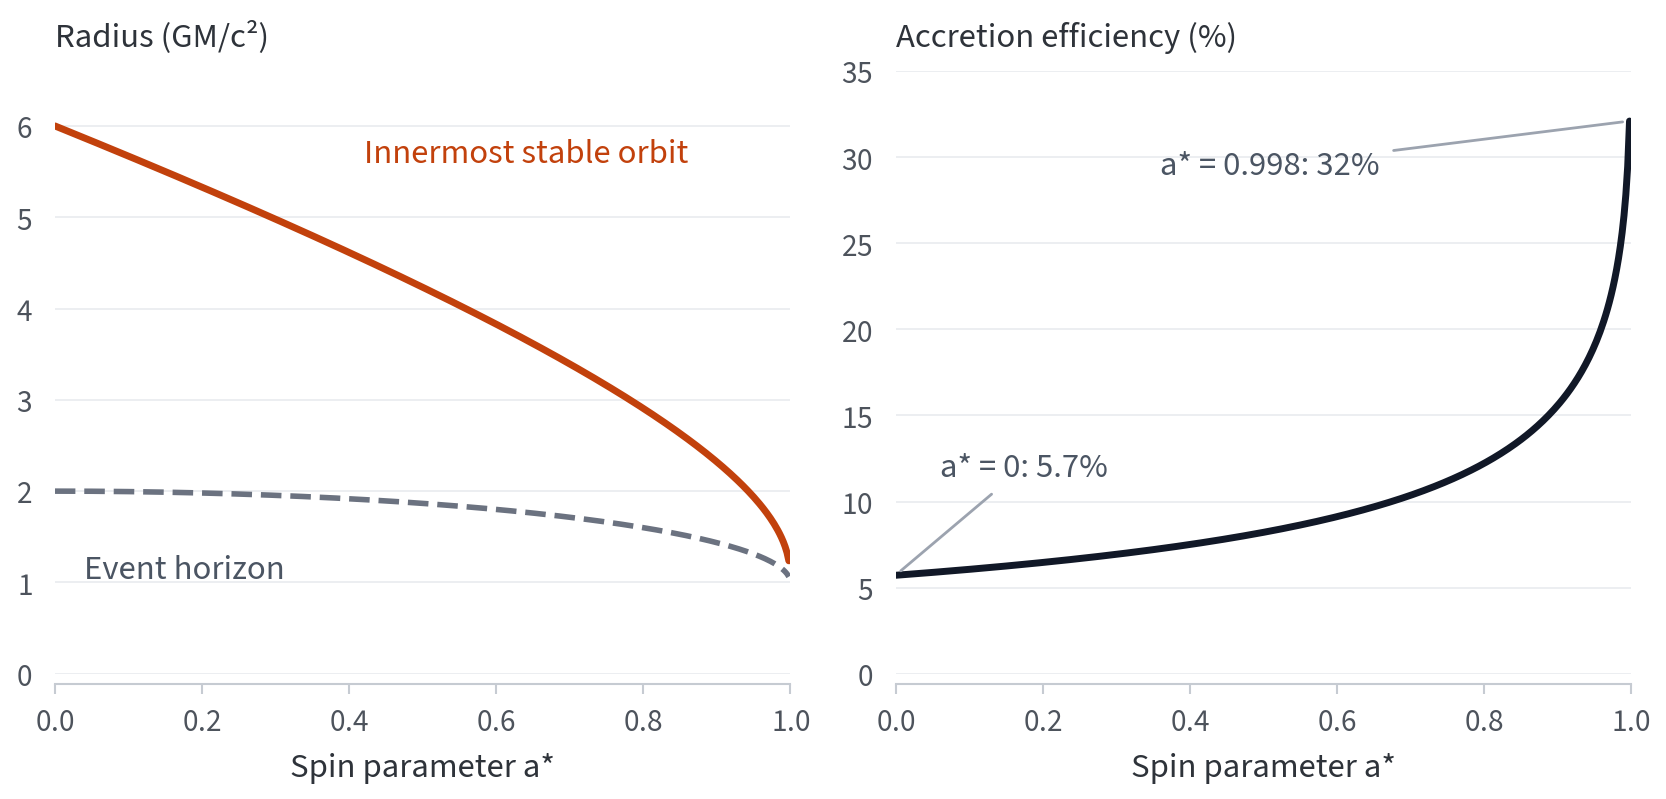 Radius (GM/c²)
6
5
4
3
2
1
0
Innermost stable orbit
Event horizon
0.0 0.2 0.4 0.6 0.8 1.0
Spin parameter a*
Accretion efficiency (%)
35
30
25
20
15
10
5
0
a* = 0.998: 32%
a* = 0: 5.7%
0.0 0.2 0.4 0.6 0.8 1.0
Spin parameter a*